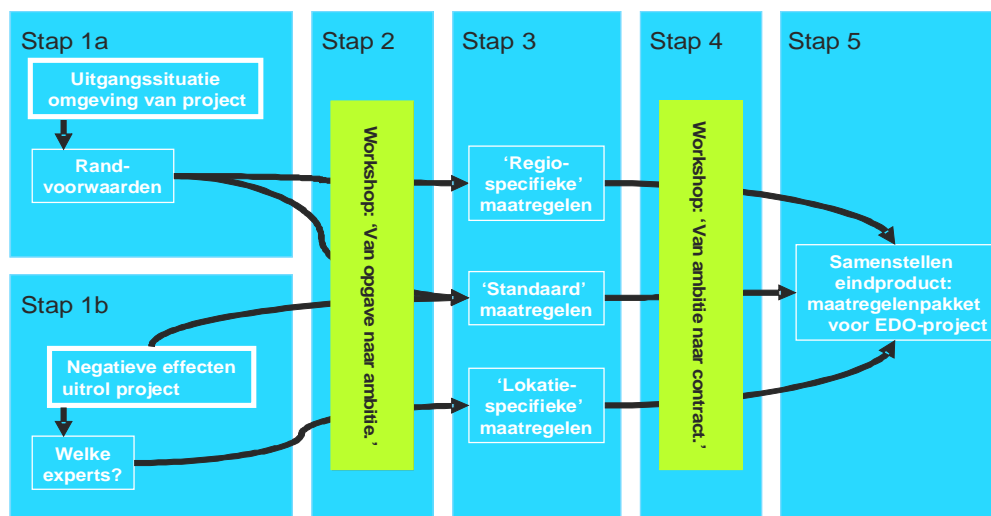 Stap 1a
Uitgangssituatie
omgeving van project
Rand-
voorwaarden
Stap 1b
Negatieve effecten
uitrol project
Welke
experts?
Stap 2
Workshop: ‘Van opgave naar ambitie.’
Stap 3
‘Regio-
specifieke’
maatregelen
‘Standaard’
maatregelen
‘Lokatie-
specifieke’
maatregelen
Stap 4
Workshop: ‘Van ambitie naar contract.’
Stap 5
Samenstellen
eindproduct:
maatregelenpakket
voor EDO-project